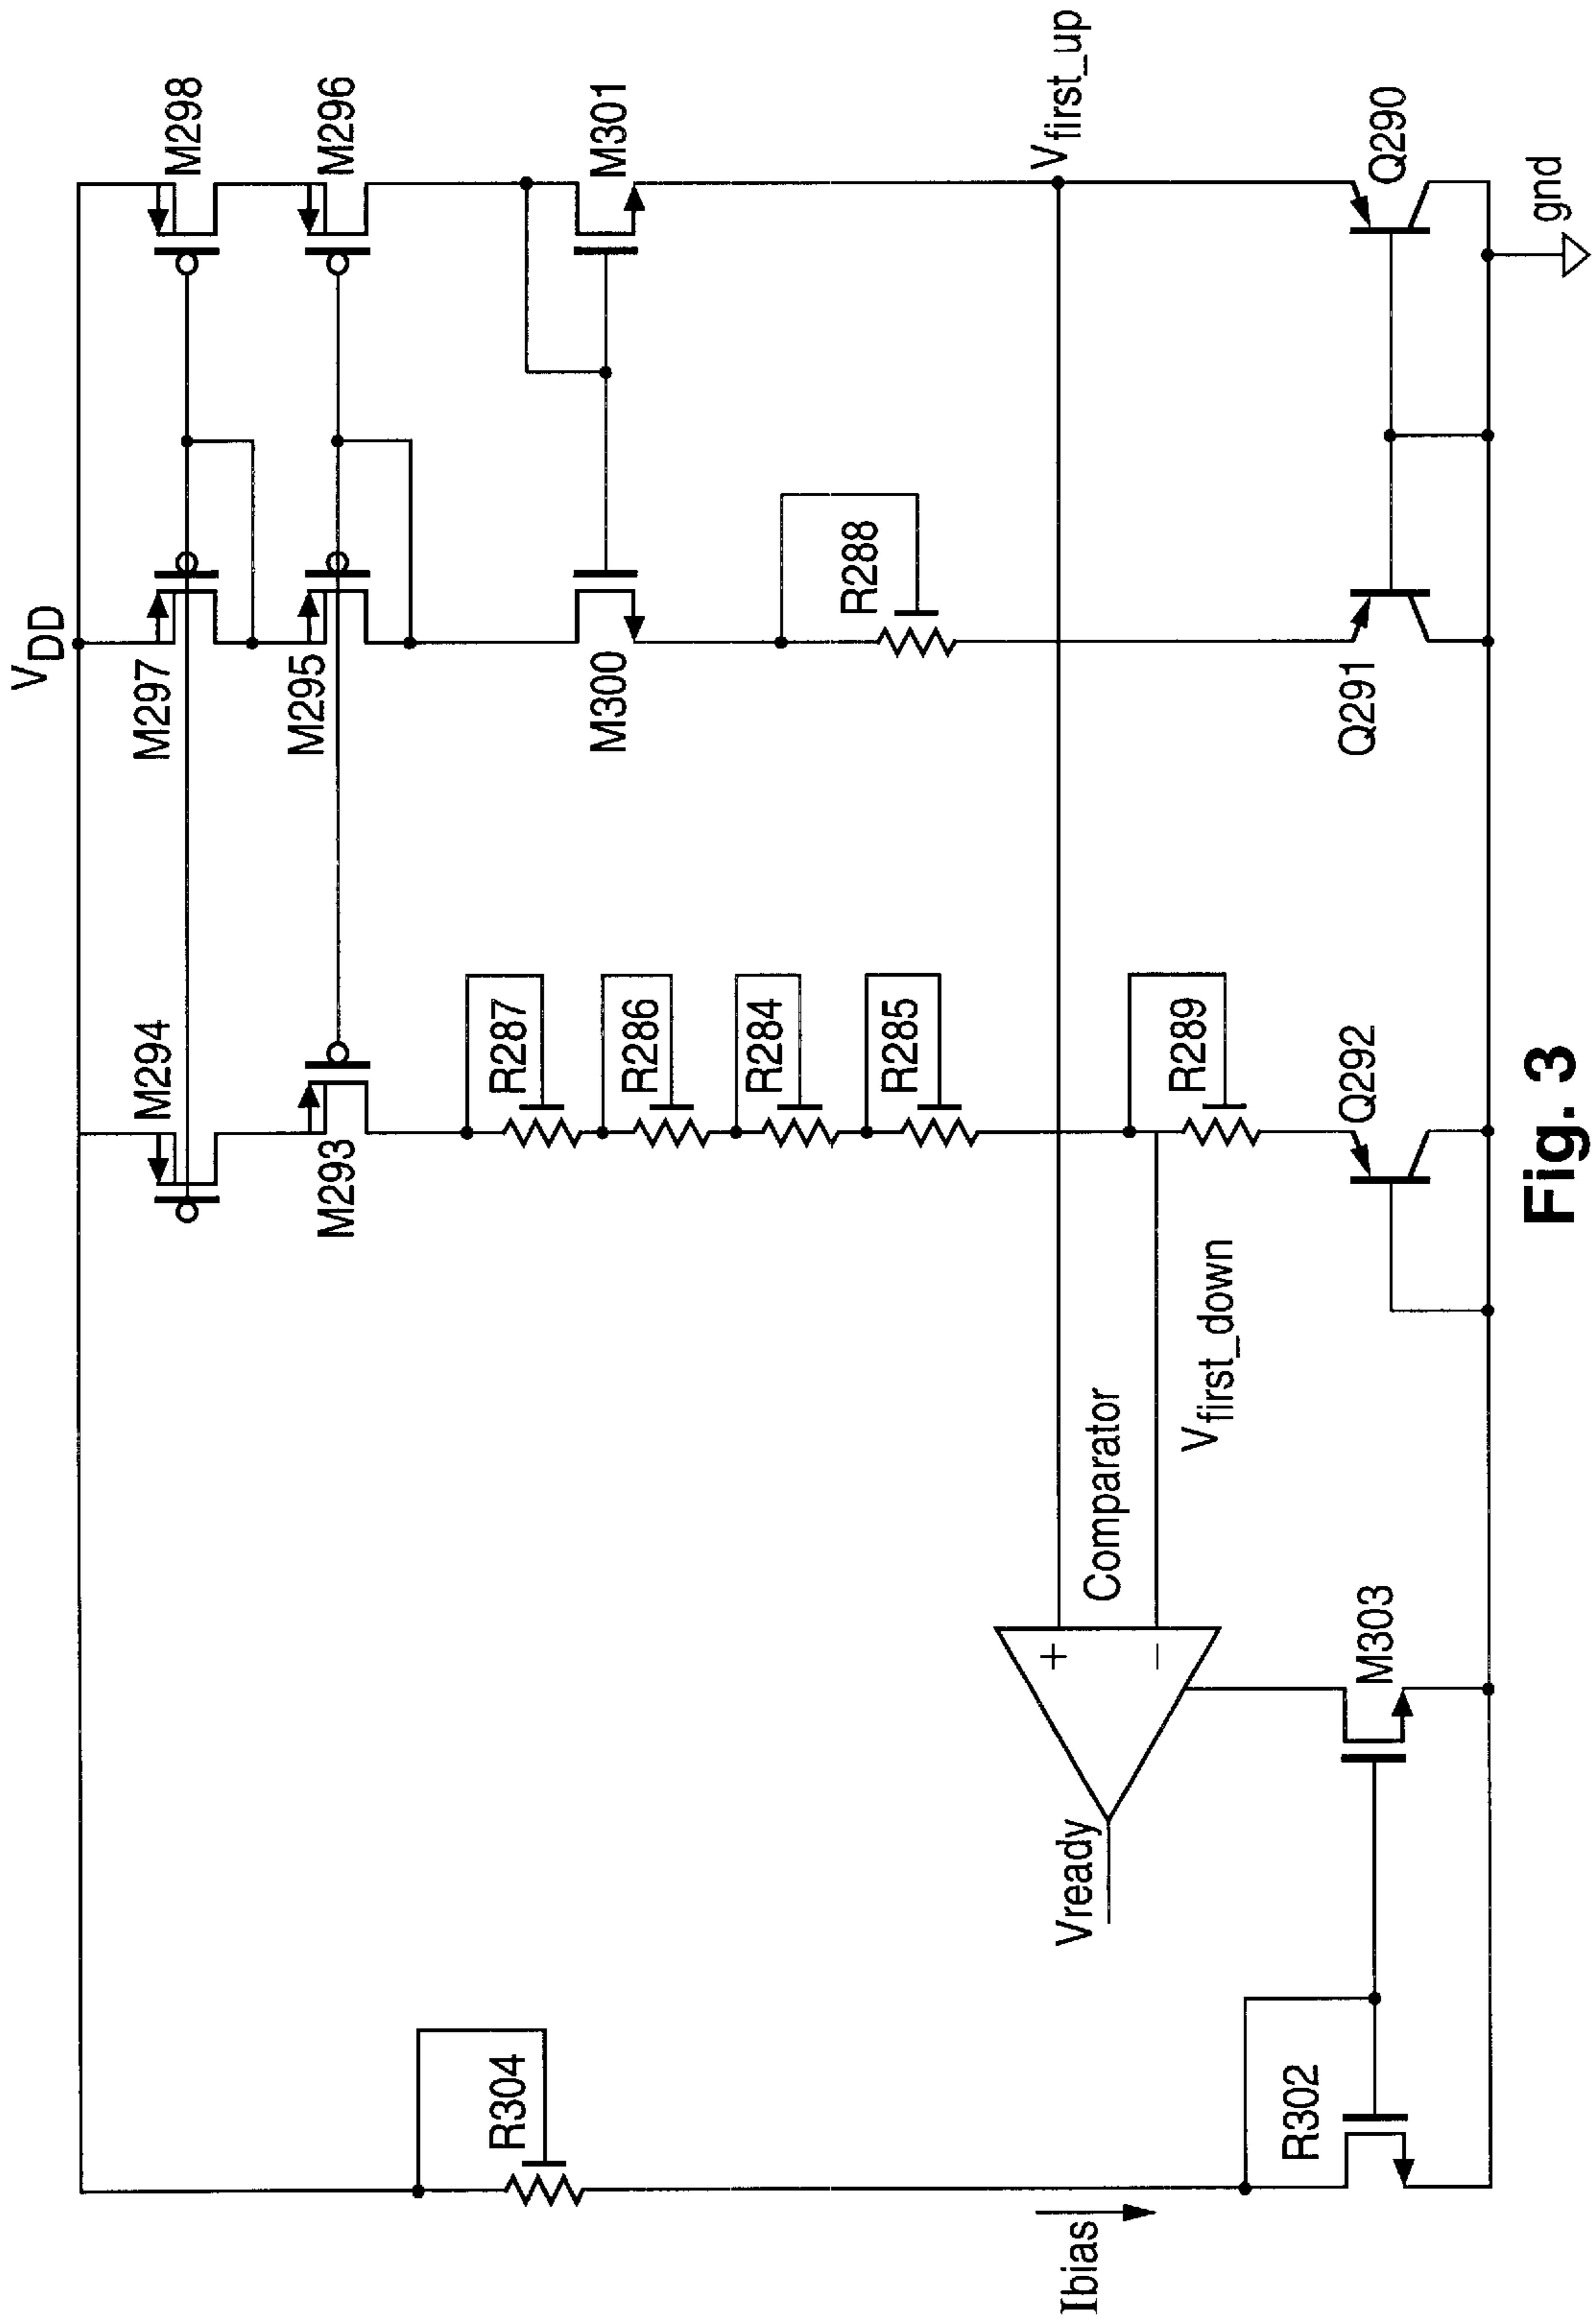 VDD
M298
M297
M294
M296
M295
M293
M301
M300
R304
R287
R286
R284
R285
R288
Vfirst_up
Ibias
Vready
Comparator
+
−
Vfirst_down
R289
R302
M303
Q292
Q291
Q290
gnd
Fig. 3